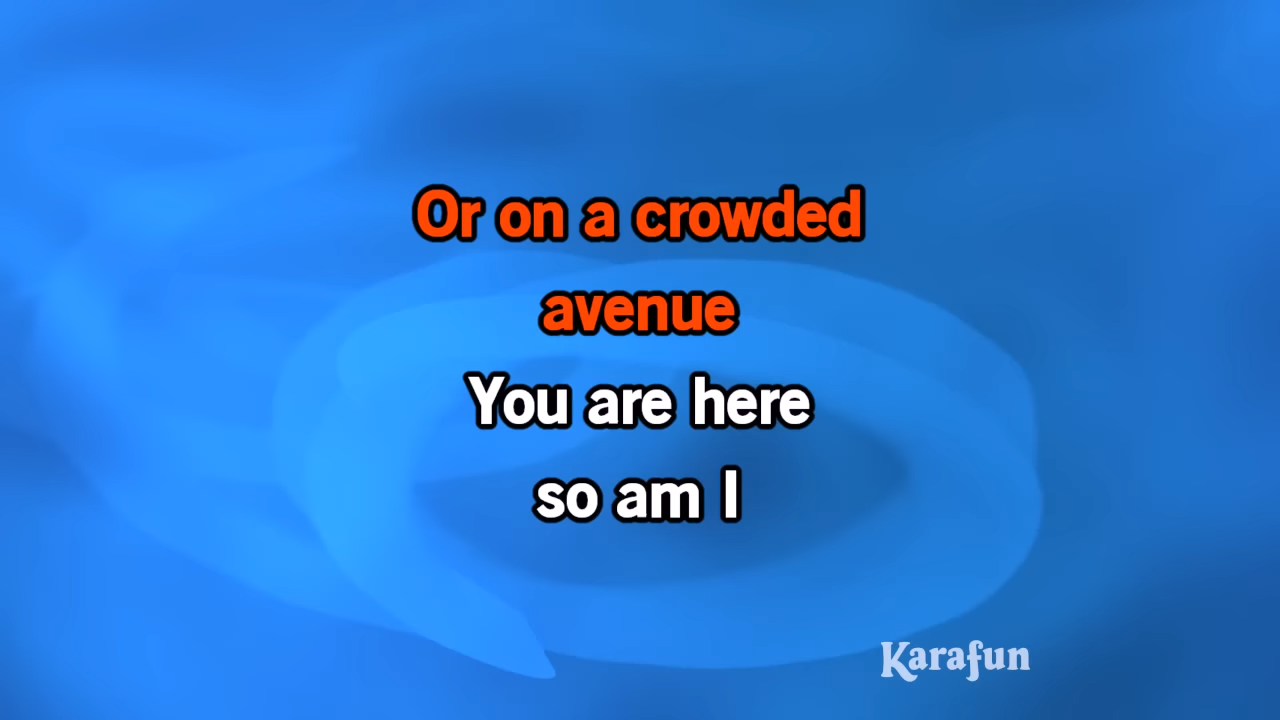 Or on a crowded
avenue
You are here
so am I
Karafun